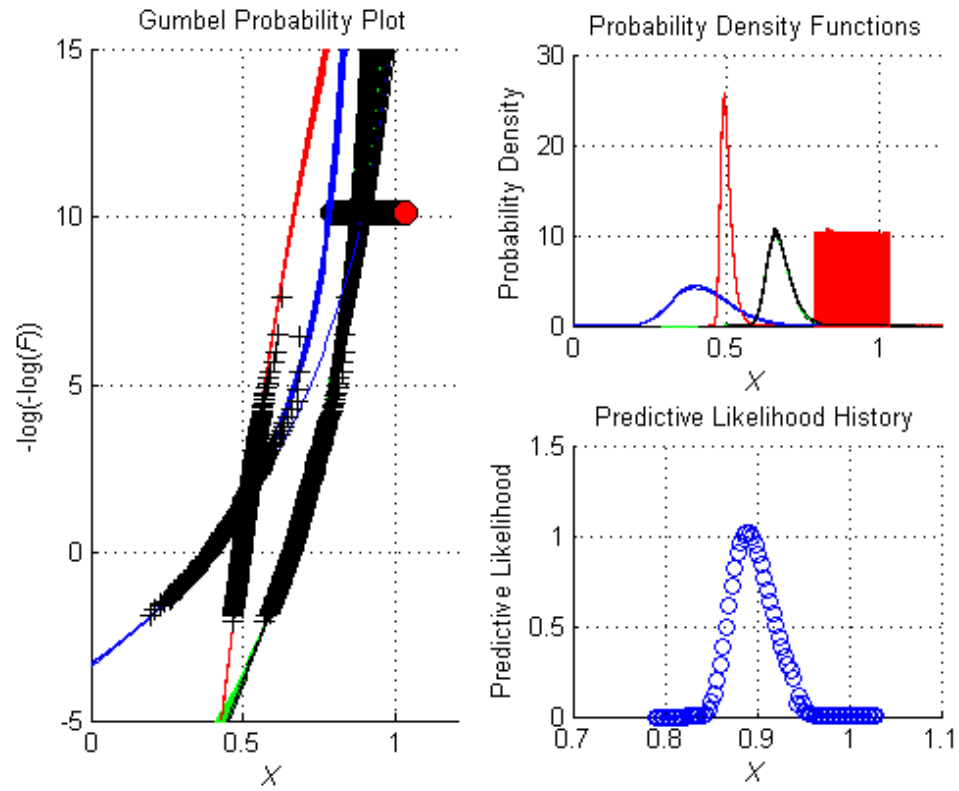 Gumbel Probability Plot
15
10
5
0
-5
-log(-log(F))
0
0.5
1
X
Probability Density Functions
30
20
10
0
Probability Density
0
0.5
1
X
Predictive Likelihood History
1.5
1
0.5
0
Predictive Likelihood
0.7
0.8
0.9
1
1.1
X